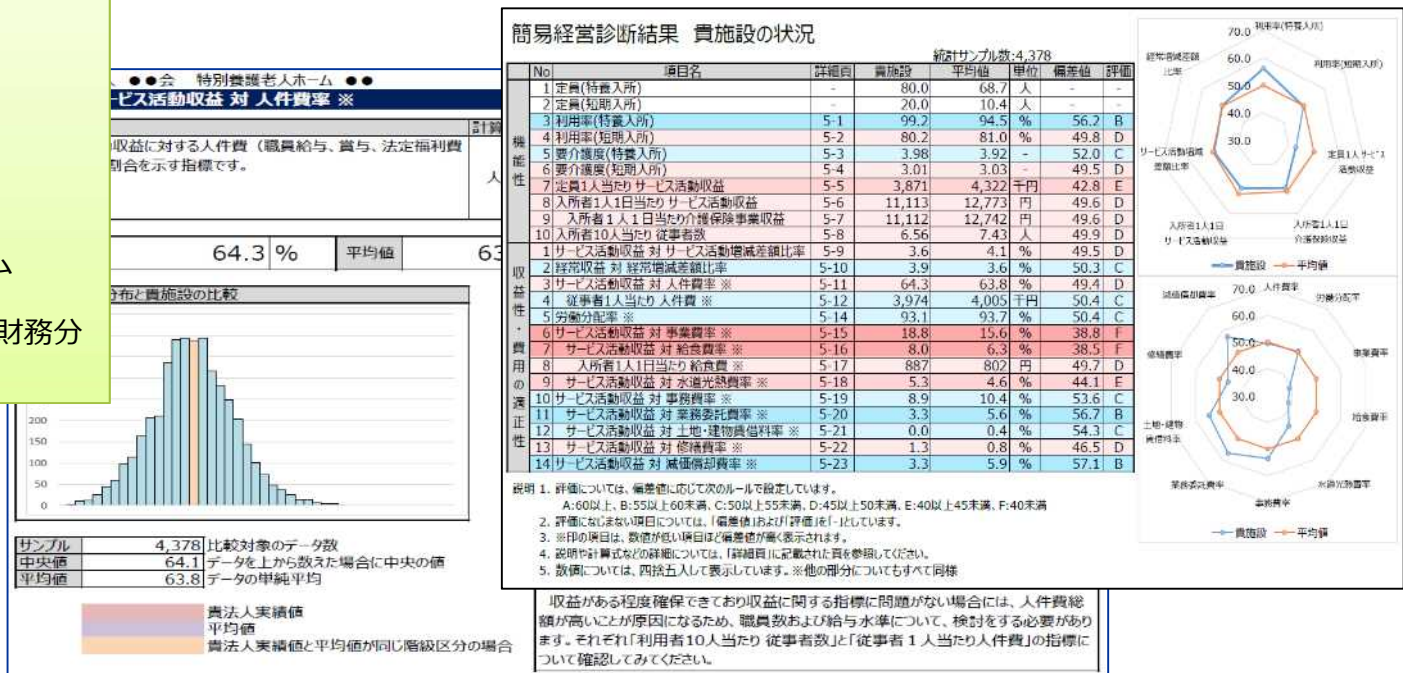 ム
財務分
●●会 特別養護老人ホーム ●●
ービス活動収益 対 人件費率 ※
収益に対する人件費(職員給与、賞与、法定福利費
割合を示す指標です。
64.3 % 平均値 63
分布と貴施設の比較
200
150
100
50
0
サンプル 4,378 比較対象のデータ数
中央値 64.1 データを上から数えた場合に中央の値
平均値 63.8 データの単純平均
貴法人実績値
平均値
貴法人実績値と平均値が同じ階級区分の場合
簡易経営診断結果 貴施設の状況
統計サンプル数:4,378
No 項目名 詳細頁 貴施設 平均値 単位 偏差値 評価
機能性
1 定員(特養入所) - 80.0 68.7 人 - -
2 定員(短期入所) - 20.0 10.4 人 - -
3 利用率(特養入所) 5-1 99.2 94.5 % 56.2 B
4 利用率(短期入所) 5-2 80.2 81.0 % 49.8 D
5 要介護度(特養入所) 5-3 3.98 3.92 - 52.0 C
6 要介護度(短期入所) 5-4 3.01 3.03 - 49.5 D
7 定員1人当たり サービス活動収益 5-5 3,871 4,322 千円 42.8 E
8 入所者1人1日当たり サービス活動収益 5-6 11,113 12,773 円 49.6 D
9 入所者1人1日当たり介護保険事業収益 5-7 11,112 12,742 円 49.6 D
10 入所者10人当たり 従事者数 5-8 6.56 7.43 人 49.9 D
収益性・費用の適正性
1 サービス活動収益 対 サービス活動増減差額比率 5-9 3.6 4.1 % 49.5 D
2 経常収益 対 経常増減差額比率 5-10 3.9 3.6 % 50.3 C
3 サービス活動収益 対 人件費率 ※ 5-11 64.3 63.8 % 49.4 D
4 従事者1人当たり 人件費 ※ 5-12 3,974 4,005 千円 50.4 C
5 労働分配率 ※ 5-14 93.1 93.7 % 50.4 C
6 サービス活動収益 対 事業費率 ※ 5-15 18.8 15.6 % 38.8 F
7 サービス活動収益 対 給食費率 ※ 5-16 8.0 6.3 % 38.5 F
8 入所者1人1日当たり 給食費 ※ 5-17 887 802 円 49.7 D
9 サービス活動収益 対 水道光熱費率 ※ 5-18 5.3 4.6 % 44.1 E
10 サービス活動収益 対 事務費率 ※ 5-19 8.9 10.4 % 53.6 C
11 サービス活動収益 対 業務委託費率 ※ 5-20 3.3 5.6 % 56.7 B
12 サービス活動収益 対 土地・建物賃借料率 ※ 5-21 0.0 0.4 % 54.3 C
13 サービス活動収益 対 修繕費率 ※ 5-22 1.3 0.8 % 46.5 D
14 サービス活動収益 対 減価償却費率 ※ 5-23 3.3 5.9 % 57.1 B
説明 1. 評価については、偏差値に応じて次のルールで設定しています。
A:60以上、B:55以上60未満、C:50以上55未満、D:45以上50未満、E:40以上45未満、F:40未満
2. 評価になじまない項目については、「偏差値」および「評価」を「-」としています。
3. ※印の項目は、数値が低い項目ほど偏差値が高く表示されます。
4. 説明や計算式などの詳細については、「詳細頁」に記載された頁を参照してください。
5. 数値については、四捨五入して表示しています。※他の部分についてもすべて同様
利用率(特養入所)
70.0
60.0
50.0
40.0
30.0
利用率(短期入所)
定員1人サービス
活動収益
入所者1人1日
介護保険収益
入所者1人1日
サービス活動収益
サービス活動増減
差額比率
経常増減差額
比率
貴施設 平均値
70.0 人件費率
60.0
50.0
40.0
30.0
労働分配率
事業費率
給食費率
水道光熱費率
事務費率
業務委託費率
土地・建物
賃借料率
修繕費率
減価償却費率
貴施設 平均値
収益がある程度確保できており収益に関する指標に問題がない場合には、人件費総
額が高いことが原因になるため、職員数および給与水準について、検討をする必要があり
ます。それぞれ「利用者10人当たり 従事者数」と「従事者1人当たり人件費」の指標に
ついて確認してみてください。